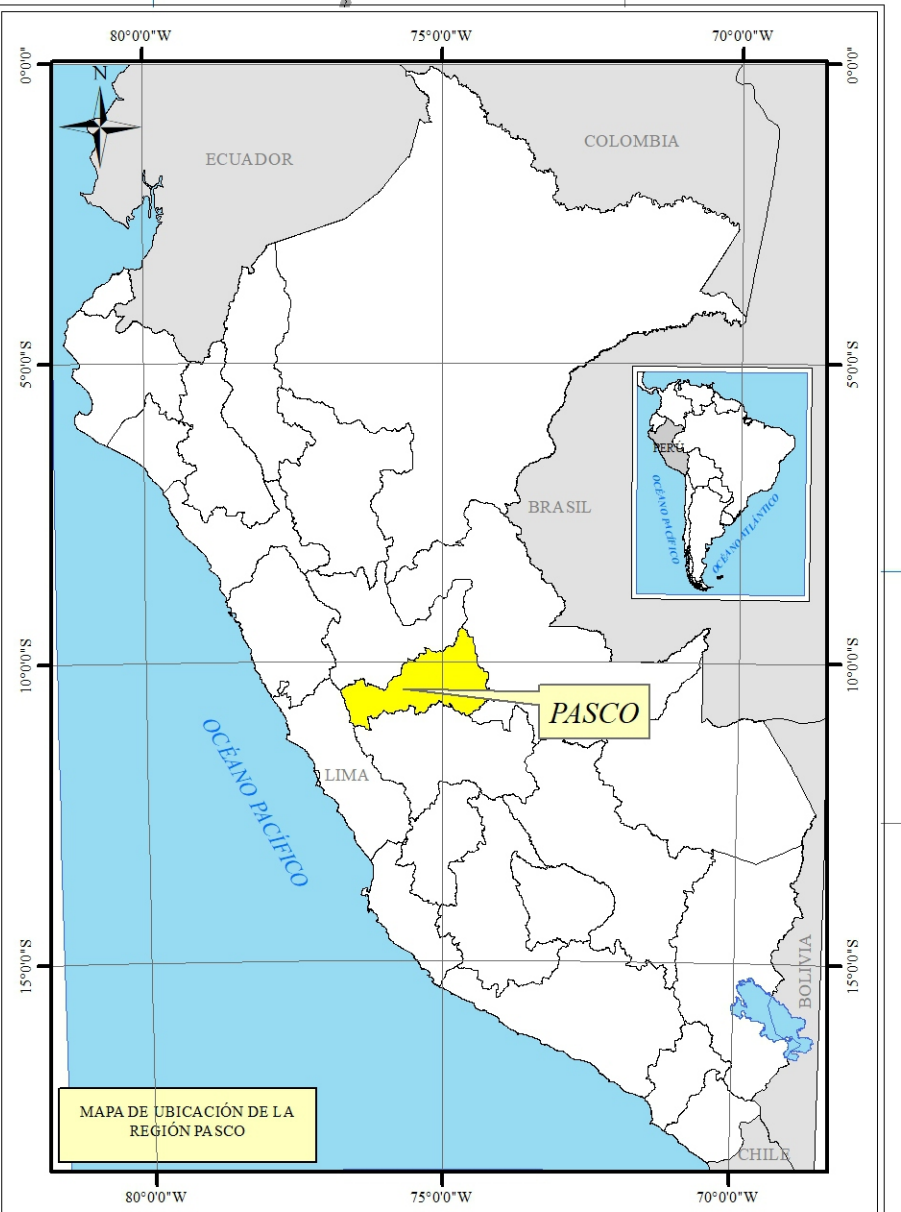 80°0'0"W
75°0'0"W
70°0'0"W
0°0'0"
0°0'0"
N
ECUADOR
COLOMBIA
5°0'0"S
5°0'0"S
PERÚ
BRASIL
OCÉANO PACÍFICO
OCÉANO ATLÁNTICO
10°0'0"S
10°0'0"S
PASCO
OCÉANO PACÍFICO
LIMA
15°0'0"S
15°0'0"S
BOLIVIA
MAPA DE UBICACIÓN DE LA
REGIÓN PASCO
CHILE
80°0'0"W
75°0'0"W
70°0'0"W